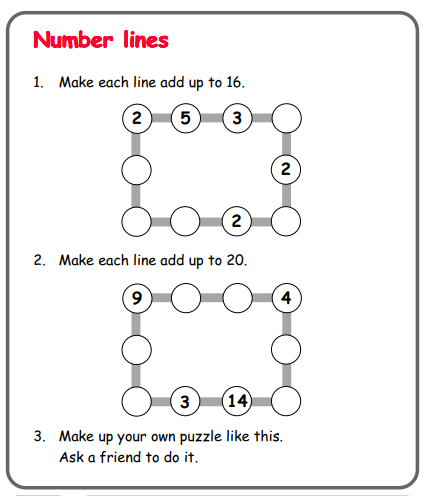 Number lines
1. Make each line add up to 16.
2 5 3
2
2
2. Make each line add up to 20.
9 4
3 14
3. Make up your own puzzle like this.
Ask a friend to do it.